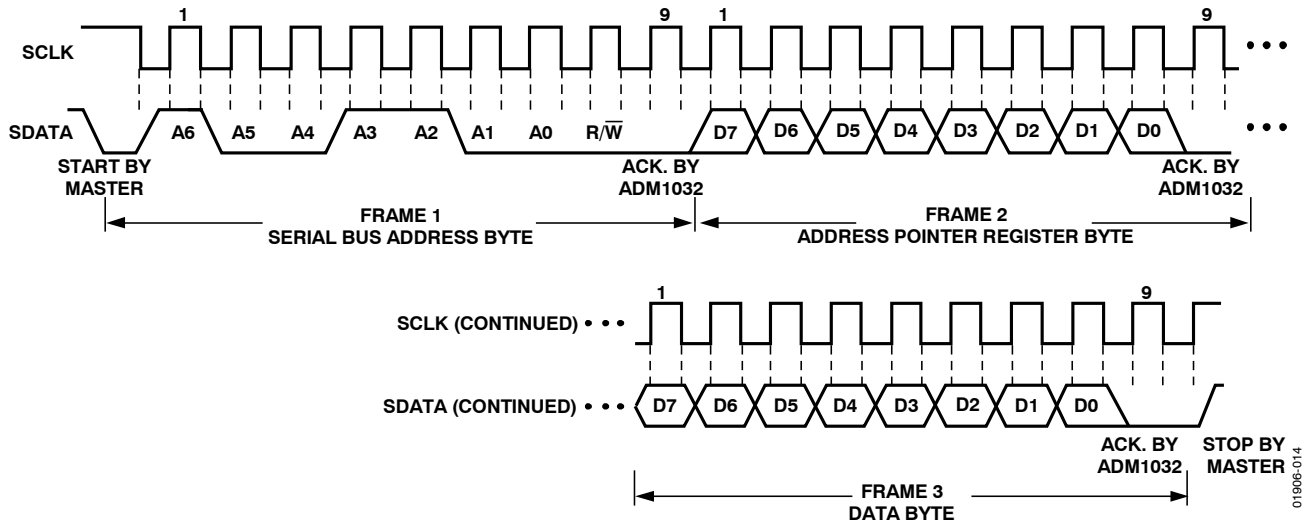 1 9 1 9
SCLK
SDATA A6 A5 A4 A3 A2 A1 A0 R/W̅ D7 D6 D5 D4 D3 D2 D1 D0
START BY
MASTER
ACK. BY
ADM1032
ACK. BY
ADM1032
FRAME 1
SERIAL BUS ADDRESS BYTE
FRAME 2
ADDRESS POINTER REGISTER BYTE
1 9
SCLK (CONTINUED)
SDATA (CONTINUED) D7 D6 D5 D4 D3 D2 D1 D0
ACK. BY
ADM1032
STOP BY
MASTER
FRAME 3
DATA BYTE
01906-014